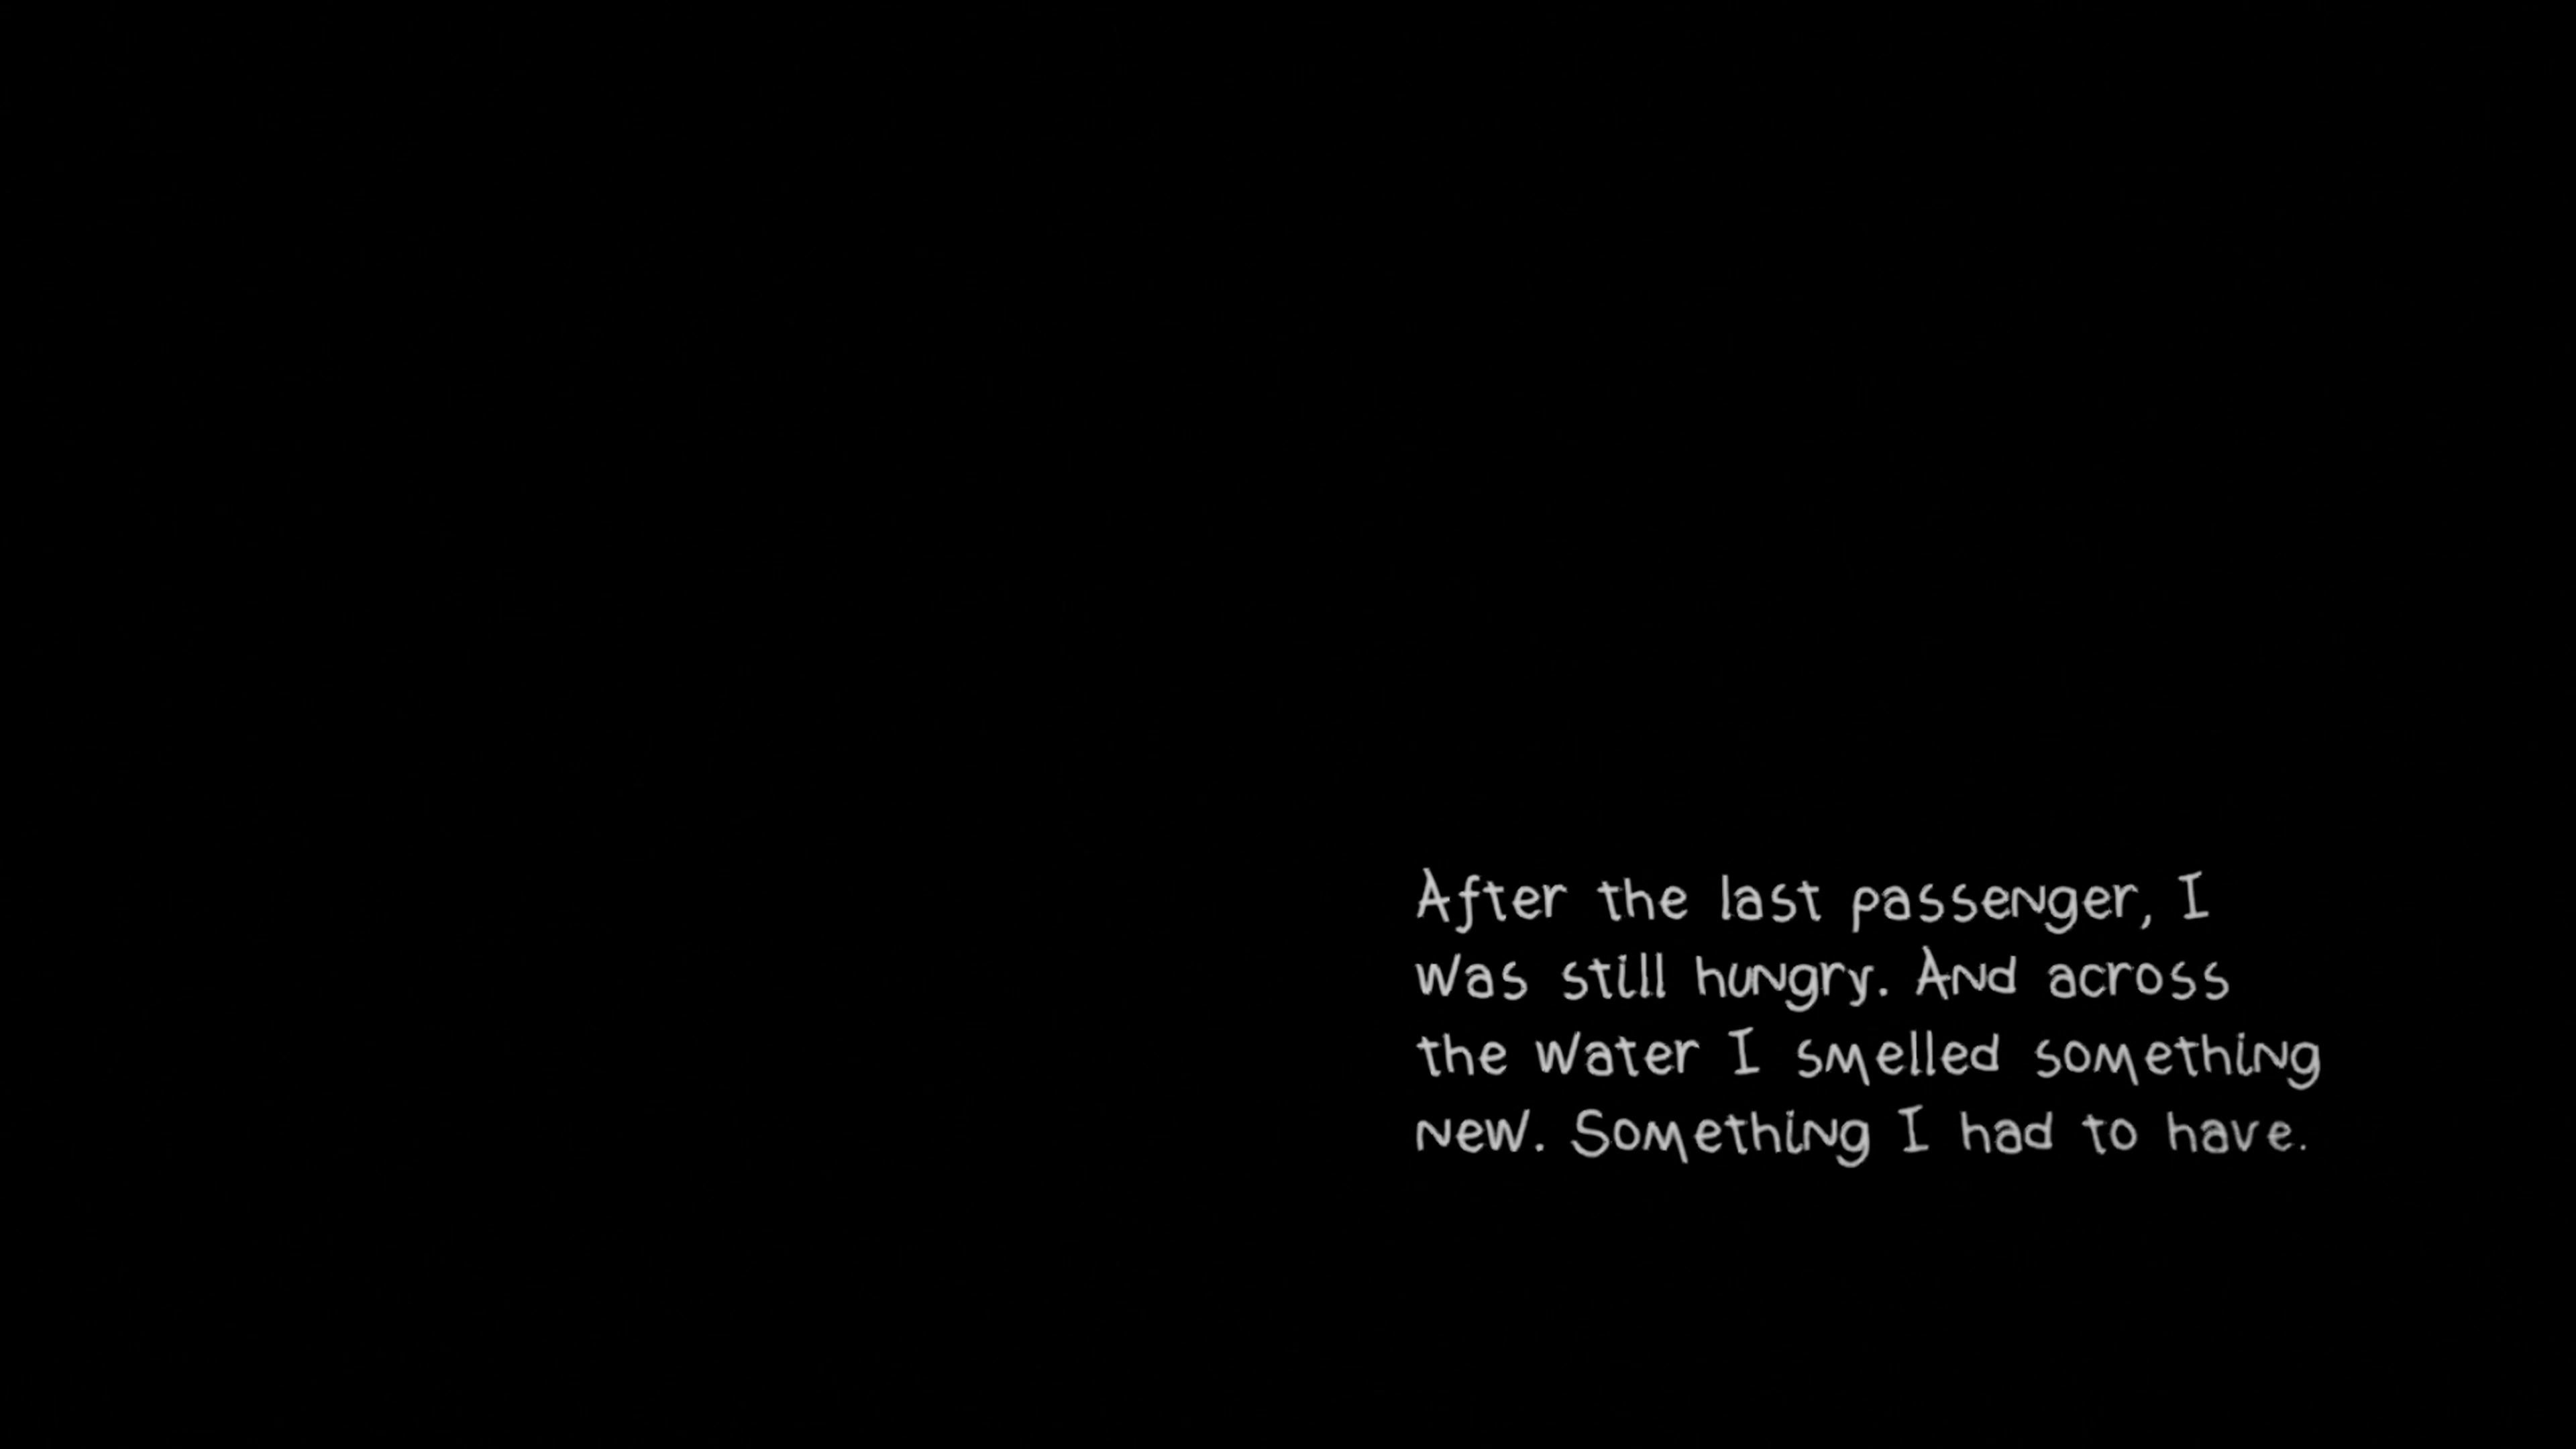 After the last passenger, I
was still hungry. And across
the water I smelled something
new. Something I had to have.